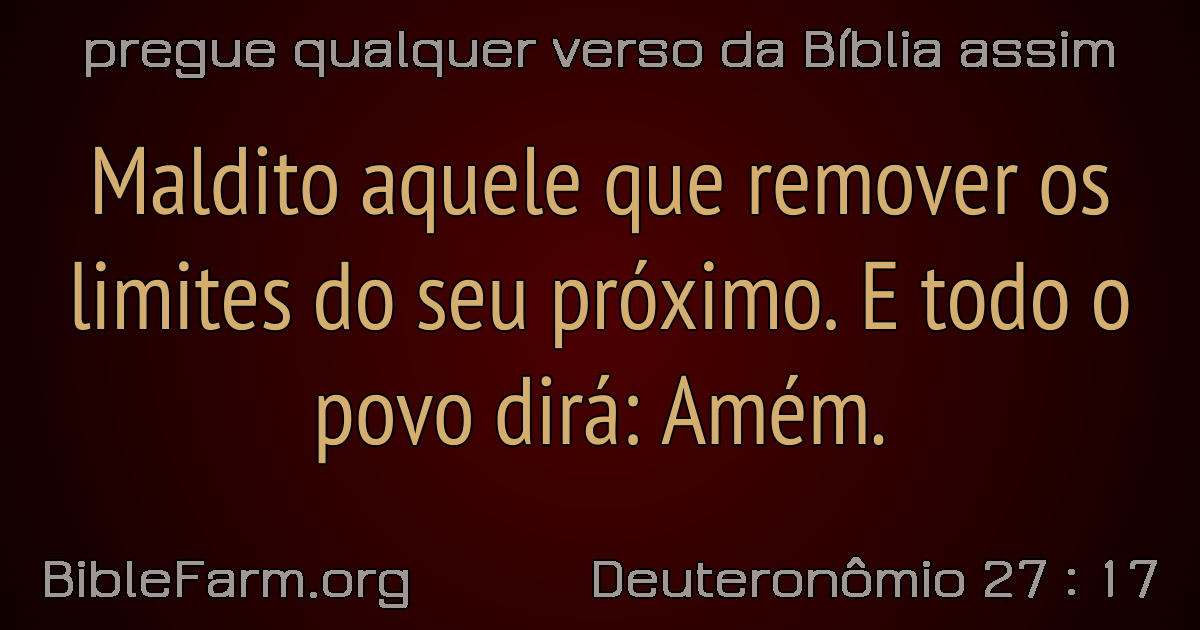 pregue qualquer verso da Bíblia assim
Maldito aquele que remover os
limites do seu próximo. E todo o
povo dirá: Amém.
BibleFarm.org
Deuteronômio 27 : 17